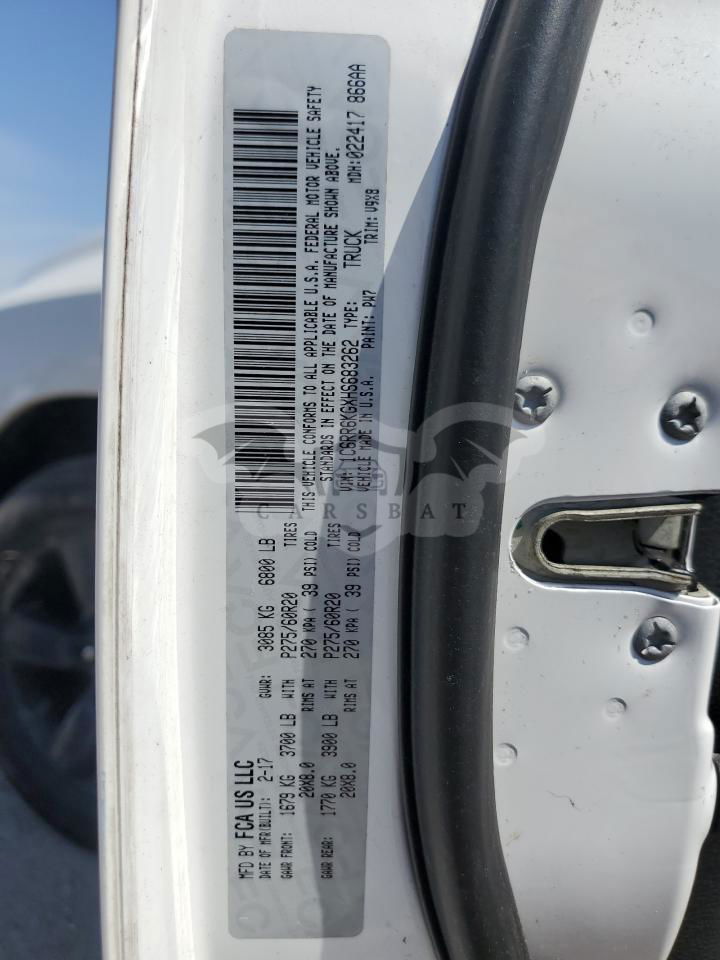 MFD BY FCA US LLC
DATE OF MFR(BUILT): 2-17 GVWR: 3085 KG 6800 LB
GAWR FRONT: 1679 KG 3700 LB WITH P275/60R20 TIRES
20X8.0 RIMS AT 270 KPA ( 39 PSI) COLD
GAWR REAR: 1770 KG 3900 LB WITH P275/60R20 TIRES
20X8.0 RIMS AT 270 KPA ( 39 PSI) COLD
THIS VEHICLE CONFORMS TO ALL APPLICABLE U.S.A. FEDERAL MOTOR VEHICLE SAFETY
STANDARDS IN EFFECT ON THE DATE OF MANUFACTURE SHOWN ABOVE.
VIN: 1C6RR6KGXHS683262 TYPE: TRUCK MDH:022417 866AA
VEHICLE MADE IN U.S.A. PAINT: PW7 TRIM: V9X8
CARSBAT